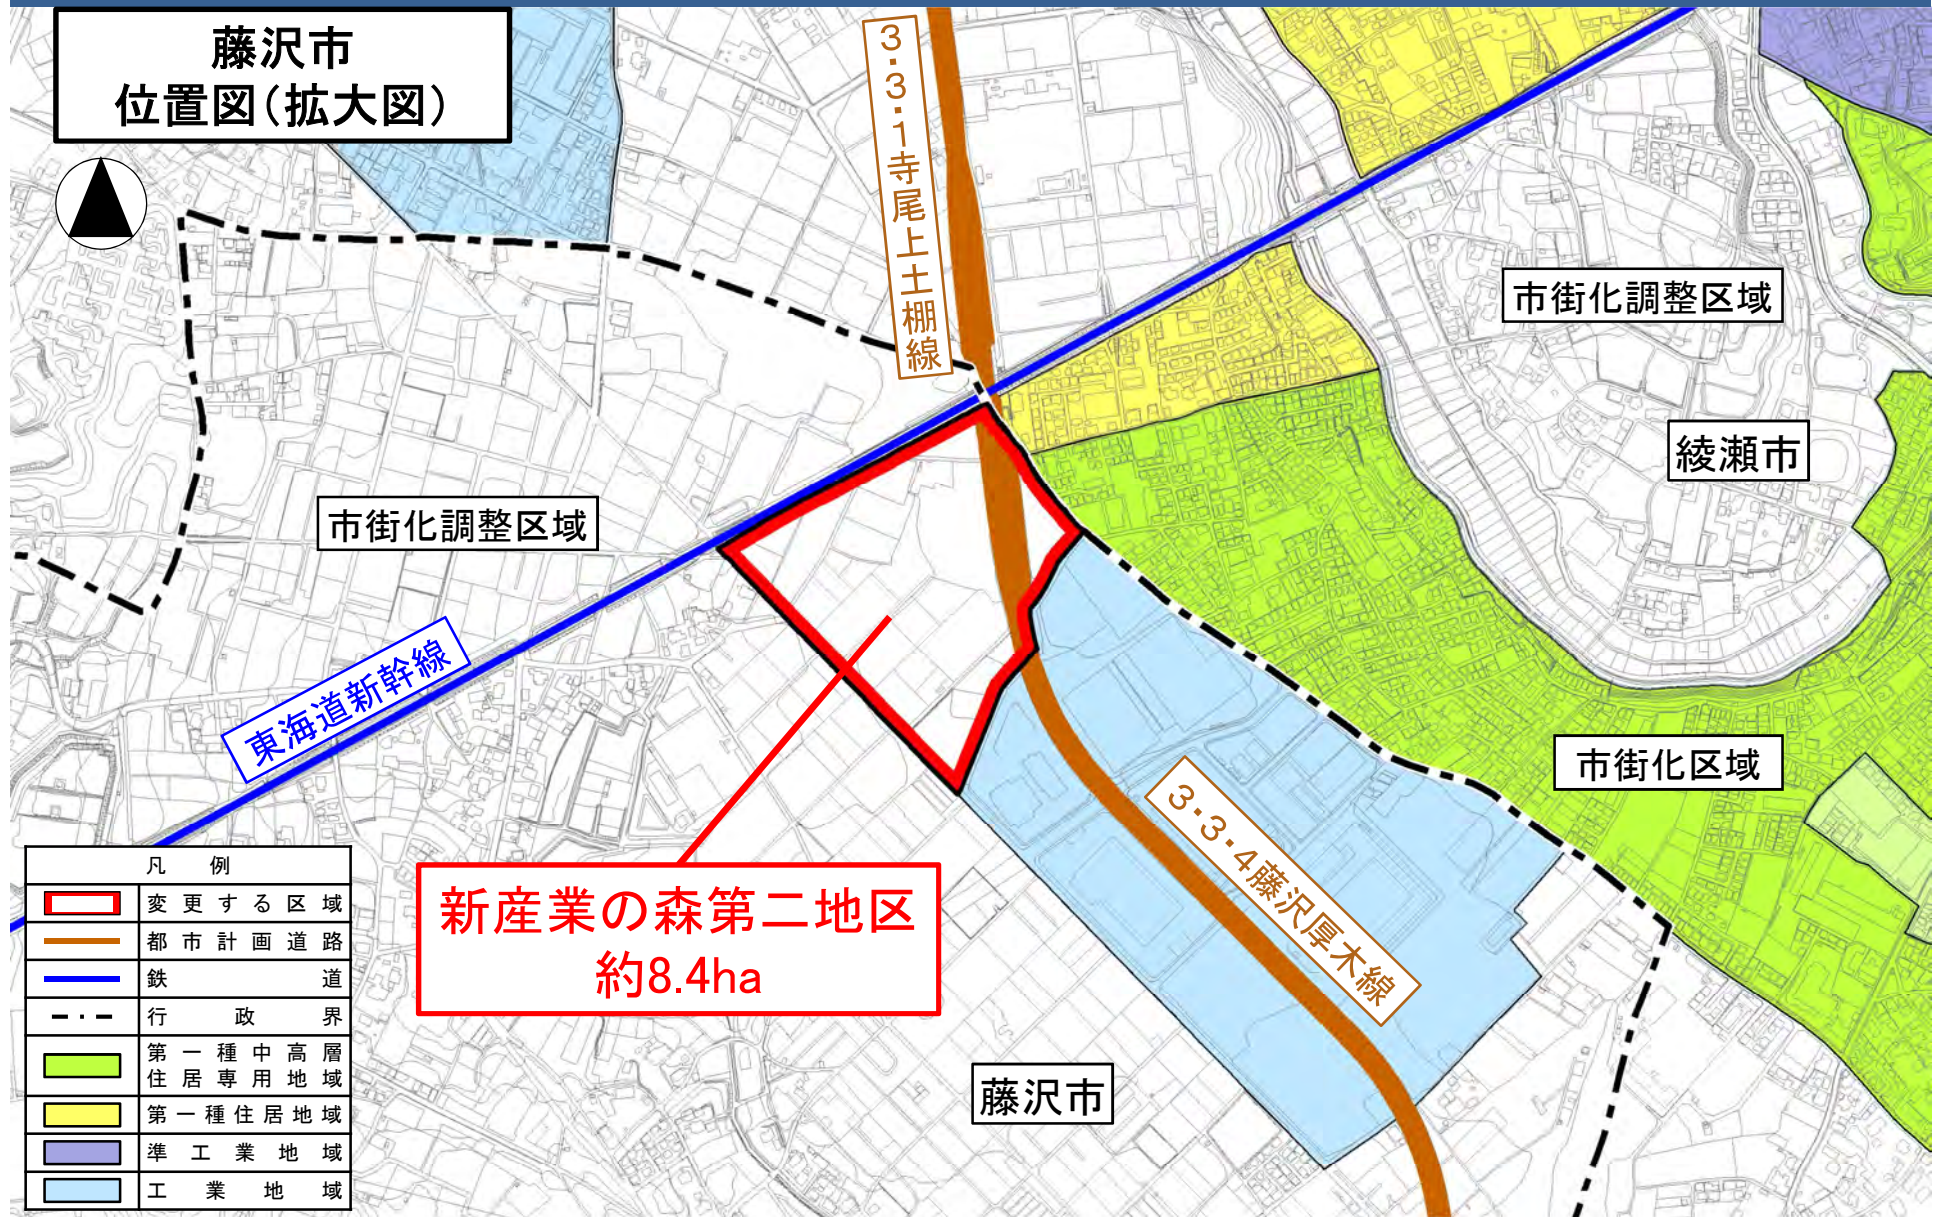 藤沢市
位置図(拡大図)
3・3・1寺尾上土棚線
市街化調整区域
綾瀬市
市街化調整区域
東海道新幹線
市街化区域
3・3・4藤沢厚木線
新産業の森第二地区
約8.4ha
藤沢市
凡例
変更する区域
都市計画道路
鉄道
行政界
第一種中高層
住居専用地域
第一種住居地域
準工業地域
工業地域